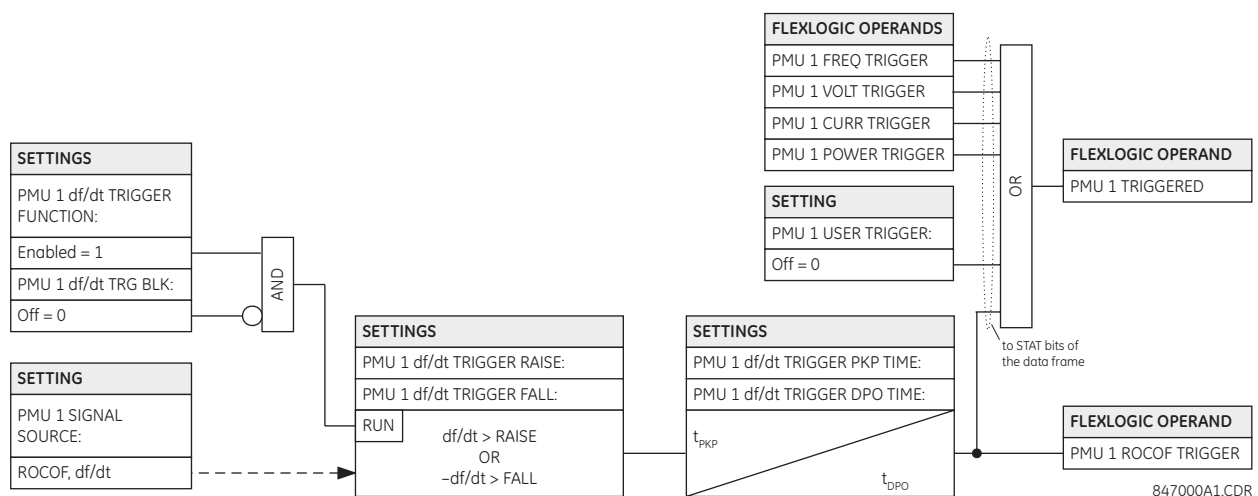 FLEXLOGIC OPERANDS
PMU 1 FREQ TRIGGER
PMU 1 VOLT TRIGGER
PMU 1 CURR TRIGGER
PMU 1 POWER TRIGGER
SETTING
PMU 1 USER TRIGGER:
Off = 0
OR
to STAT bits of
the data frame
FLEXLOGIC OPERAND
PMU 1 TRIGGERED
SETTINGS
PMU 1 df/dt TRIGGER
FUNCTION:
Enabled = 1
PMU 1 df/dt TRG BLK:
Off = 0
AND
SETTING
PMU 1 SIGNAL
SOURCE:
ROCOF, df/dt
SETTINGS
PMU 1 df/dt TRIGGER RAISE:
PMU 1 df/dt TRIGGER FALL:
RUN
df/dt > RAISE
OR
–df/dt > FALL
SETTINGS
PMU 1 df/dt TRIGGER PKP TIME:
PMU 1 df/dt TRIGGER DPO TIME:
tPKP
tDPO
FLEXLOGIC OPERAND
PMU 1 ROCOF TRIGGER
847000A1.CDR